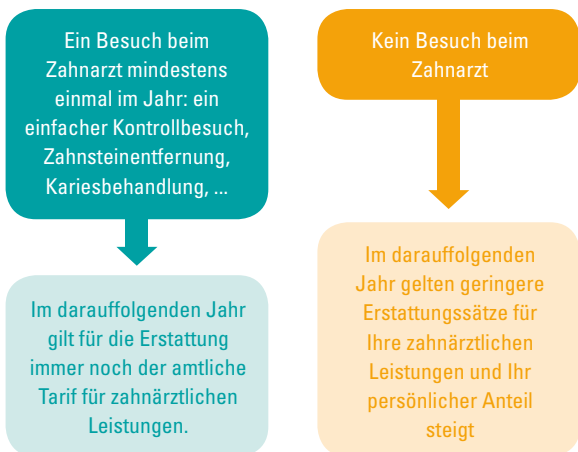 Ein Besuch beim
Zahnarzt mindestens
einmal im Jahr: ein
einfacher Kontrollbesuch,
Zahnsteinentfernung,
Kariesbehandlung, ...
Im darauffolgenden Jahr
gilt für die Erstattung
immer noch der amtliche
Tarif für zahnärztlichen
Leistungen.
Kein Besuch beim
Zahnarzt
Im darauffolgenden
Jahr gelten geringere
Erstattungssätze für
Ihre zahnärztlichen
Leistungen und Ihr
persönlicher Anteil
steigt